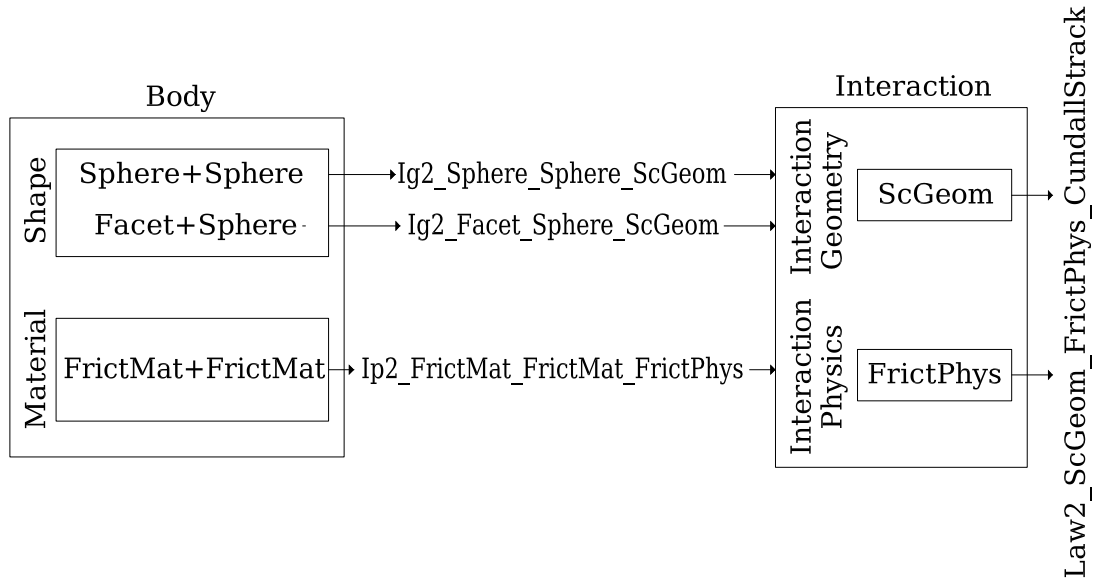 Body
Shape
Sphere+Sphere
Facet+Sphere
Material
FrictMat+FrictMat
Ig2_Sphere_Sphere_ScGeom
Ig2_Facet_Sphere_ScGeom
Ip2_FrictMat_FrictMat_FrictPhys
Interaction
Interaction
Geometry
ScGeom
Interaction
Physics
FrictPhys
Law2_ScGeom_FrictPhys_CundallStrack